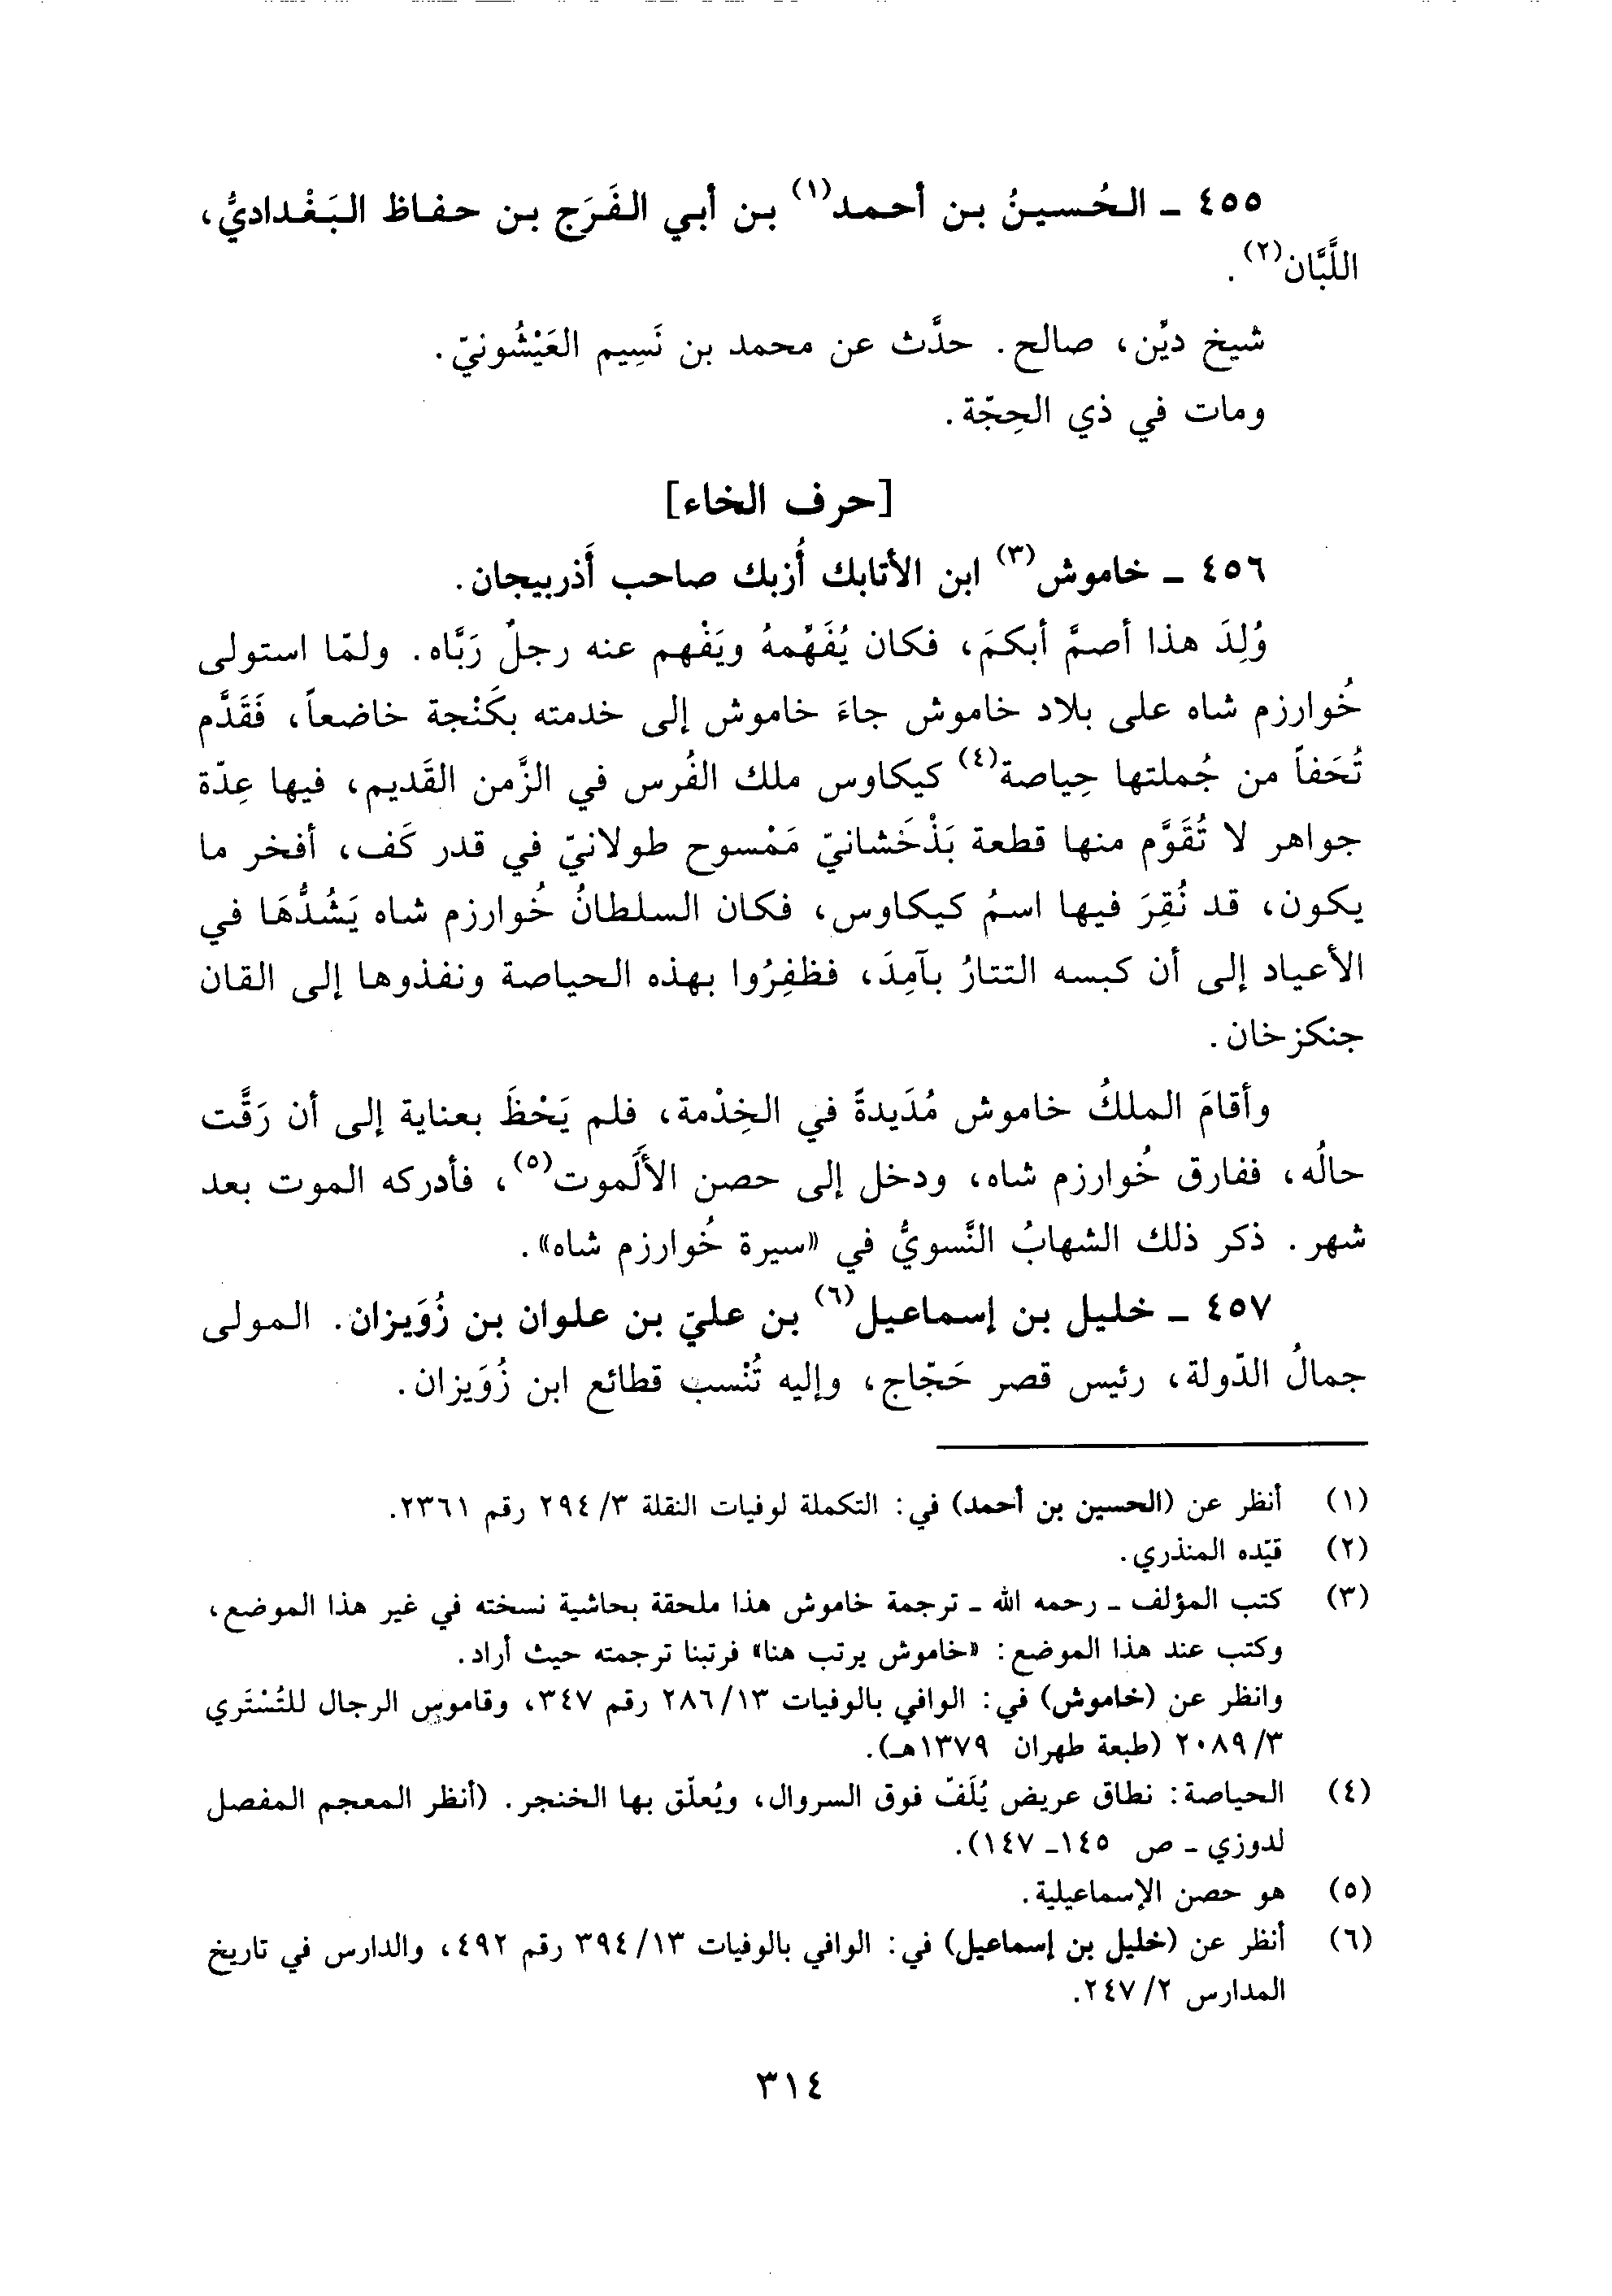 ٤٥٥ - الحُسينُ بن أحمد(١) بن أبي الفَرَج بن حفاظ البَغْداديُّ،
اللَّبَّان(٢).
شيخ ديِّن، صالح. حدَّث عن محمد بن نَسِيم العَيْشُونيّ.
ومات في ذي الحِجّة.
[حرف الخاء]
٤٥٦ - خاموش(٣) ابن الأتابك أُزبك صاحب أَذربيجان.
وُلِدَ هذا أصمَّ أبكمَ، فكان يُفَهِّمهُ ويَفْهم عنه رجلٌ رَبَّاه. ولمّا استولى
خُوارزم شاه على بلاد خاموش جاءَ خاموش إلى خدمته بكَنْجة خاضعاً، فَقَدَّم
تُحَفاً من جُملتها حِياصة(٤) كيكاوس ملك الفُرس في الزَّمن القَديم، فيها عِدّة
جواهر لا تُقَوَّم منها قطعة بَذْخَشانيّ مَمْسوح طولانيّ في قدر كَف، أفخر ما
يكون، قد نُقِرَ فيها اسمُ كيكاوس، فكان السلطانُ خُوارزم شاه يَشُدُّهَا في
الأعياد إلى أن كبسه التتارُ بآمِدَ، فظفِرُوا بهذه الحياصة ونفذوها إلى القان
جنكزخان.
وأقامَ الملكُ خاموش مُدَيدةً في الخِذْمة، فلم يَحْظَ بعناية إلى أن رَقَّت
حالُه، ففارق خُوارزم شاه، ودخل إلى حصن الأَلَموت(٥)، فأدركه الموت بعد
شهر. ذكر ذلك الشهابُ النَّسويُّ في «سيرة خُوارزم شاه».
٤٥٧ - خليل بن إسماعيل(٦) بن عليّ بن علوان بن زُوَيزان. المولى
جمالُ الدّولة، رئيس قصر حَجّاج، وإليه تُنْسب قطائع ابن زُوَيزان.
(١) أنظر عن (الحسين بن أحمد) في: التكملة لوفيات النقلة ٢٩٤/٣ رقم ٢٣٦١.
(٢) قيّده المنذري.
(٣) كتب المؤلف - رحمه الله - ترجمة خاموش هذا ملحقة بحاشية نسخته في غير هذا الموضع،
وكتب عند هذا الموضع: «خاموش يرتب هنا» فرتبنا ترجمته حيث أراد.
وانظر عن (خاموش) في: الوافي بالوفيات ٢٨٦/١٣ رقم ٣٤٧، وقاموس الرجال للتُسْتَري
٢٠٨٩/٣ (طبعة طهران ١٣٧٩هـ).
(٤) الحياصة: نطاق عريض يُلَفّ فوق السروال، ويُعلّق بها الخنجر. (أنظر المعجم المفصل
لدوزي - ص ١٤٥-١٤٧).
(٥) هو حصن الإسماعيلية.
(٦) أنظر عن (خليل بن إسماعيل) في: الوافي بالوفيات ٣٩٤/١٣ رقم ٤٩٢، والدارس في تاريخ
المدارس ٢٤٧/٢.
٣١٤